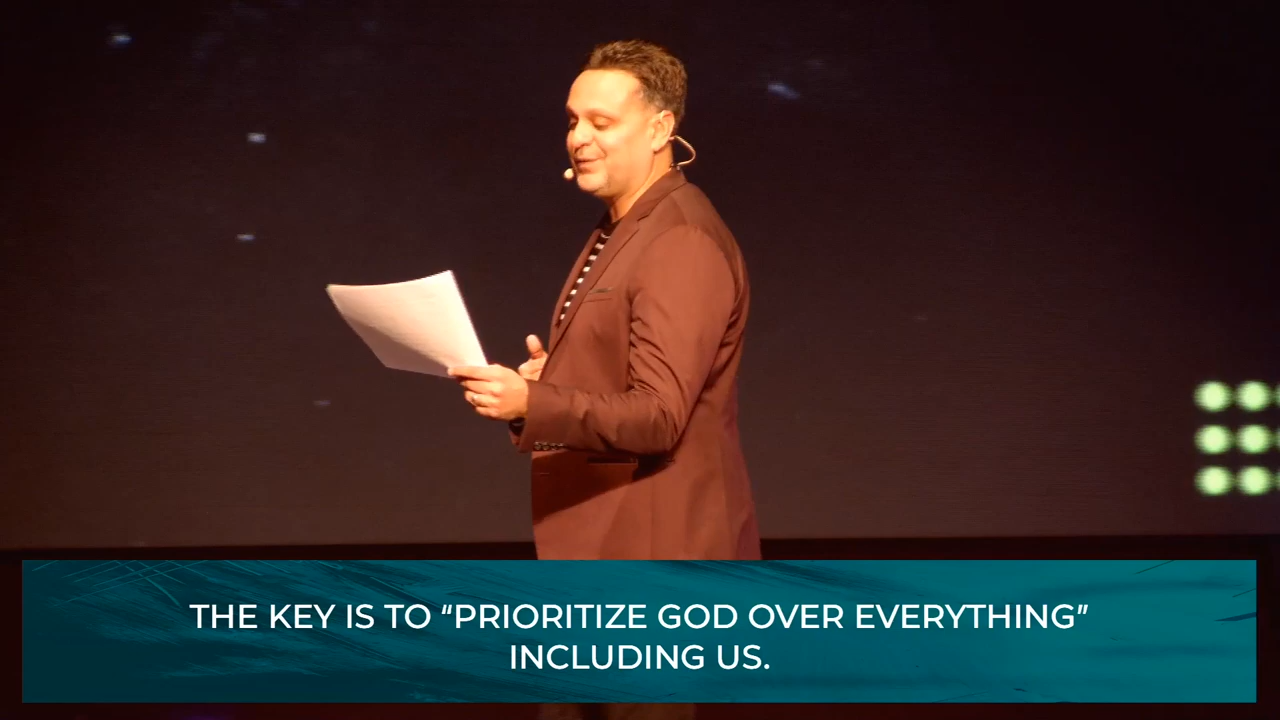 THE KEY IS TO “PRIORITIZE GOD OVER EVERYTHING”
INCLUDING US.